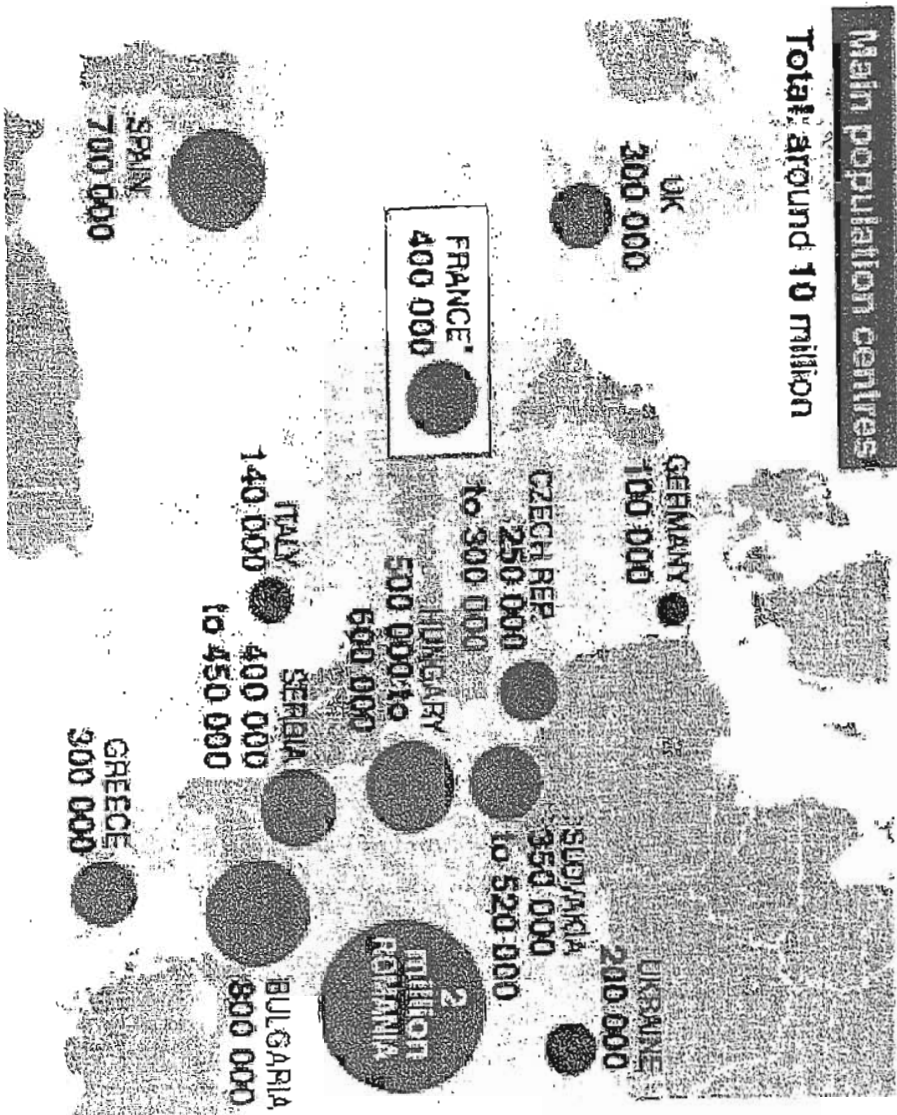 Main population centres
Total: around 10 million
UK
300 000
GERMANY
100 000
UKRAINE
200 000
CZECH REP.
250 000
to 300 000
SLOVAKIA
350 000
to 520 000
FRANCE*
400 000
HUNGARY
500 000 to
600 000
2
million
ROMANIA
SPAIN
700 000
ITALY
140 000
SERBIA
400 000
to 450 000
BULGARIA
800 000
GREECE
300 000